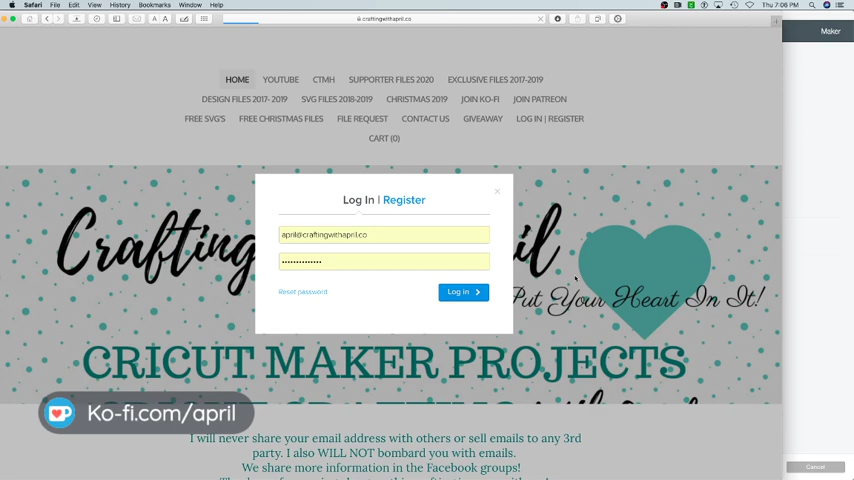 Safari File Edit View History Bookmarks Window Help
Thu 7:06 PM
craftingwithapril.co
Maker
HOME YOUTUBE CTMH SUPPORTER FILES 2020 EXCLUSIVE FILES 2017-2019
DESIGN FILES 2017- 2019 SVG FILES 2018-2019 CHRISTMAS 2019 JOIN KO-FI JOIN PATREON
FREE SVG'S FREE CHRISTMAS FILES FILE REQUEST CONTACT US GIVEAWAY LOG IN | REGISTER
CART (0)
Log In | Register
april@craftingwithapril.co
••••••••••••••
Reset password
Log in
Crafting il
Put Your Heart In It!
CRICUT MAKER PROJECTS
Ko-fi.com/april
I will never share your email address with others or sell emails to any 3rd
party. I also WILL NOT bombard you with emails.
We share more information in the Facebook groups!
Cancel